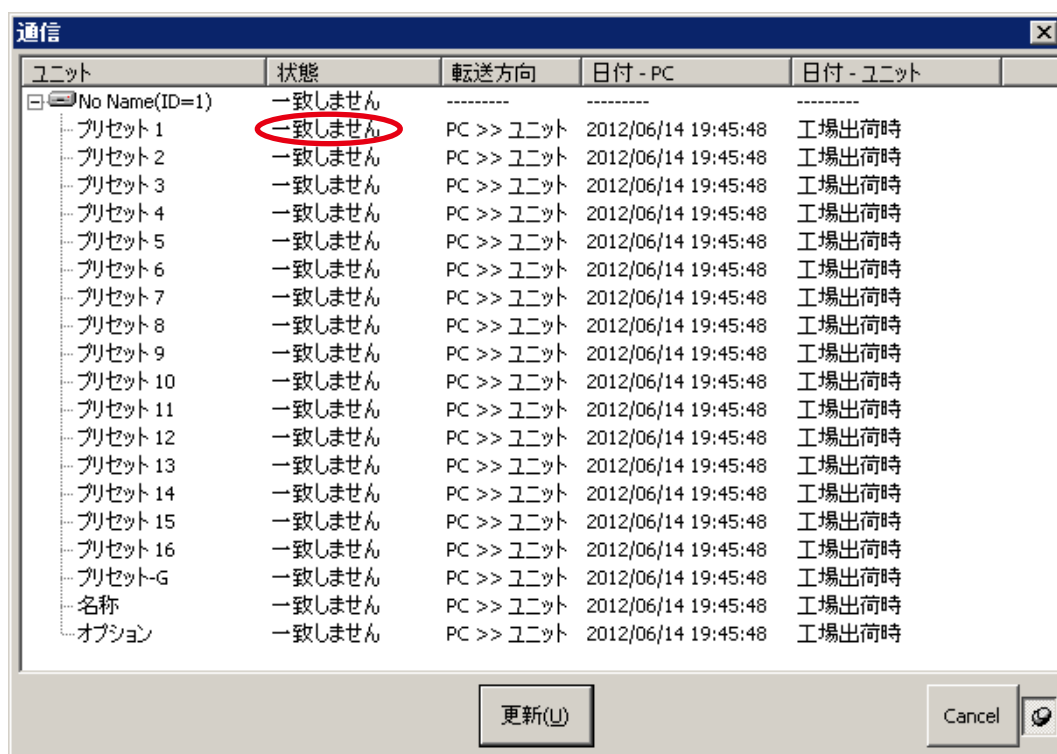 通信
ユニット 状態 転送方向 日付 - PC 日付 - ユニット
No Name(ID=1) 一致しません --------- --------- ---------
プリセット 1 一致しません PC >> ユニット 2012/06/14 19:45:48 工場出荷時
プリセット 2 一致しません PC >> ユニット 2012/06/14 19:45:48 工場出荷時
プリセット 3 一致しません PC >> ユニット 2012/06/14 19:45:48 工場出荷時
プリセット 4 一致しません PC >> ユニット 2012/06/14 19:45:48 工場出荷時
プリセット 5 一致しません PC >> ユニット 2012/06/14 19:45:48 工場出荷時
プリセット 6 一致しません PC >> ユニット 2012/06/14 19:45:48 工場出荷時
プリセット 7 一致しません PC >> ユニット 2012/06/14 19:45:48 工場出荷時
プリセット 8 一致しません PC >> ユニット 2012/06/14 19:45:48 工場出荷時
プリセット 9 一致しません PC >> ユニット 2012/06/14 19:45:48 工場出荷時
プリセット 10 一致しません PC >> ユニット 2012/06/14 19:45:48 工場出荷時
プリセット 11 一致しません PC >> ユニット 2012/06/14 19:45:48 工場出荷時
プリセット 12 一致しません PC >> ユニット 2012/06/14 19:45:48 工場出荷時
プリセット 13 一致しません PC >> ユニット 2012/06/14 19:45:48 工場出荷時
プリセット 14 一致しません PC >> ユニット 2012/06/14 19:45:48 工場出荷時
プリセット 15 一致しません PC >> ユニット 2012/06/14 19:45:48 工場出荷時
プリセット 16 一致しません PC >> ユニット 2012/06/14 19:45:48 工場出荷時
プリセット-G 一致しません PC >> ユニット 2012/06/14 19:45:48 工場出荷時
名称 一致しません PC >> ユニット 2012/06/14 19:45:48 工場出荷時
オプション 一致しません PC >> ユニット 2012/06/14 19:45:48 工場出荷時
更新(U) Cancel